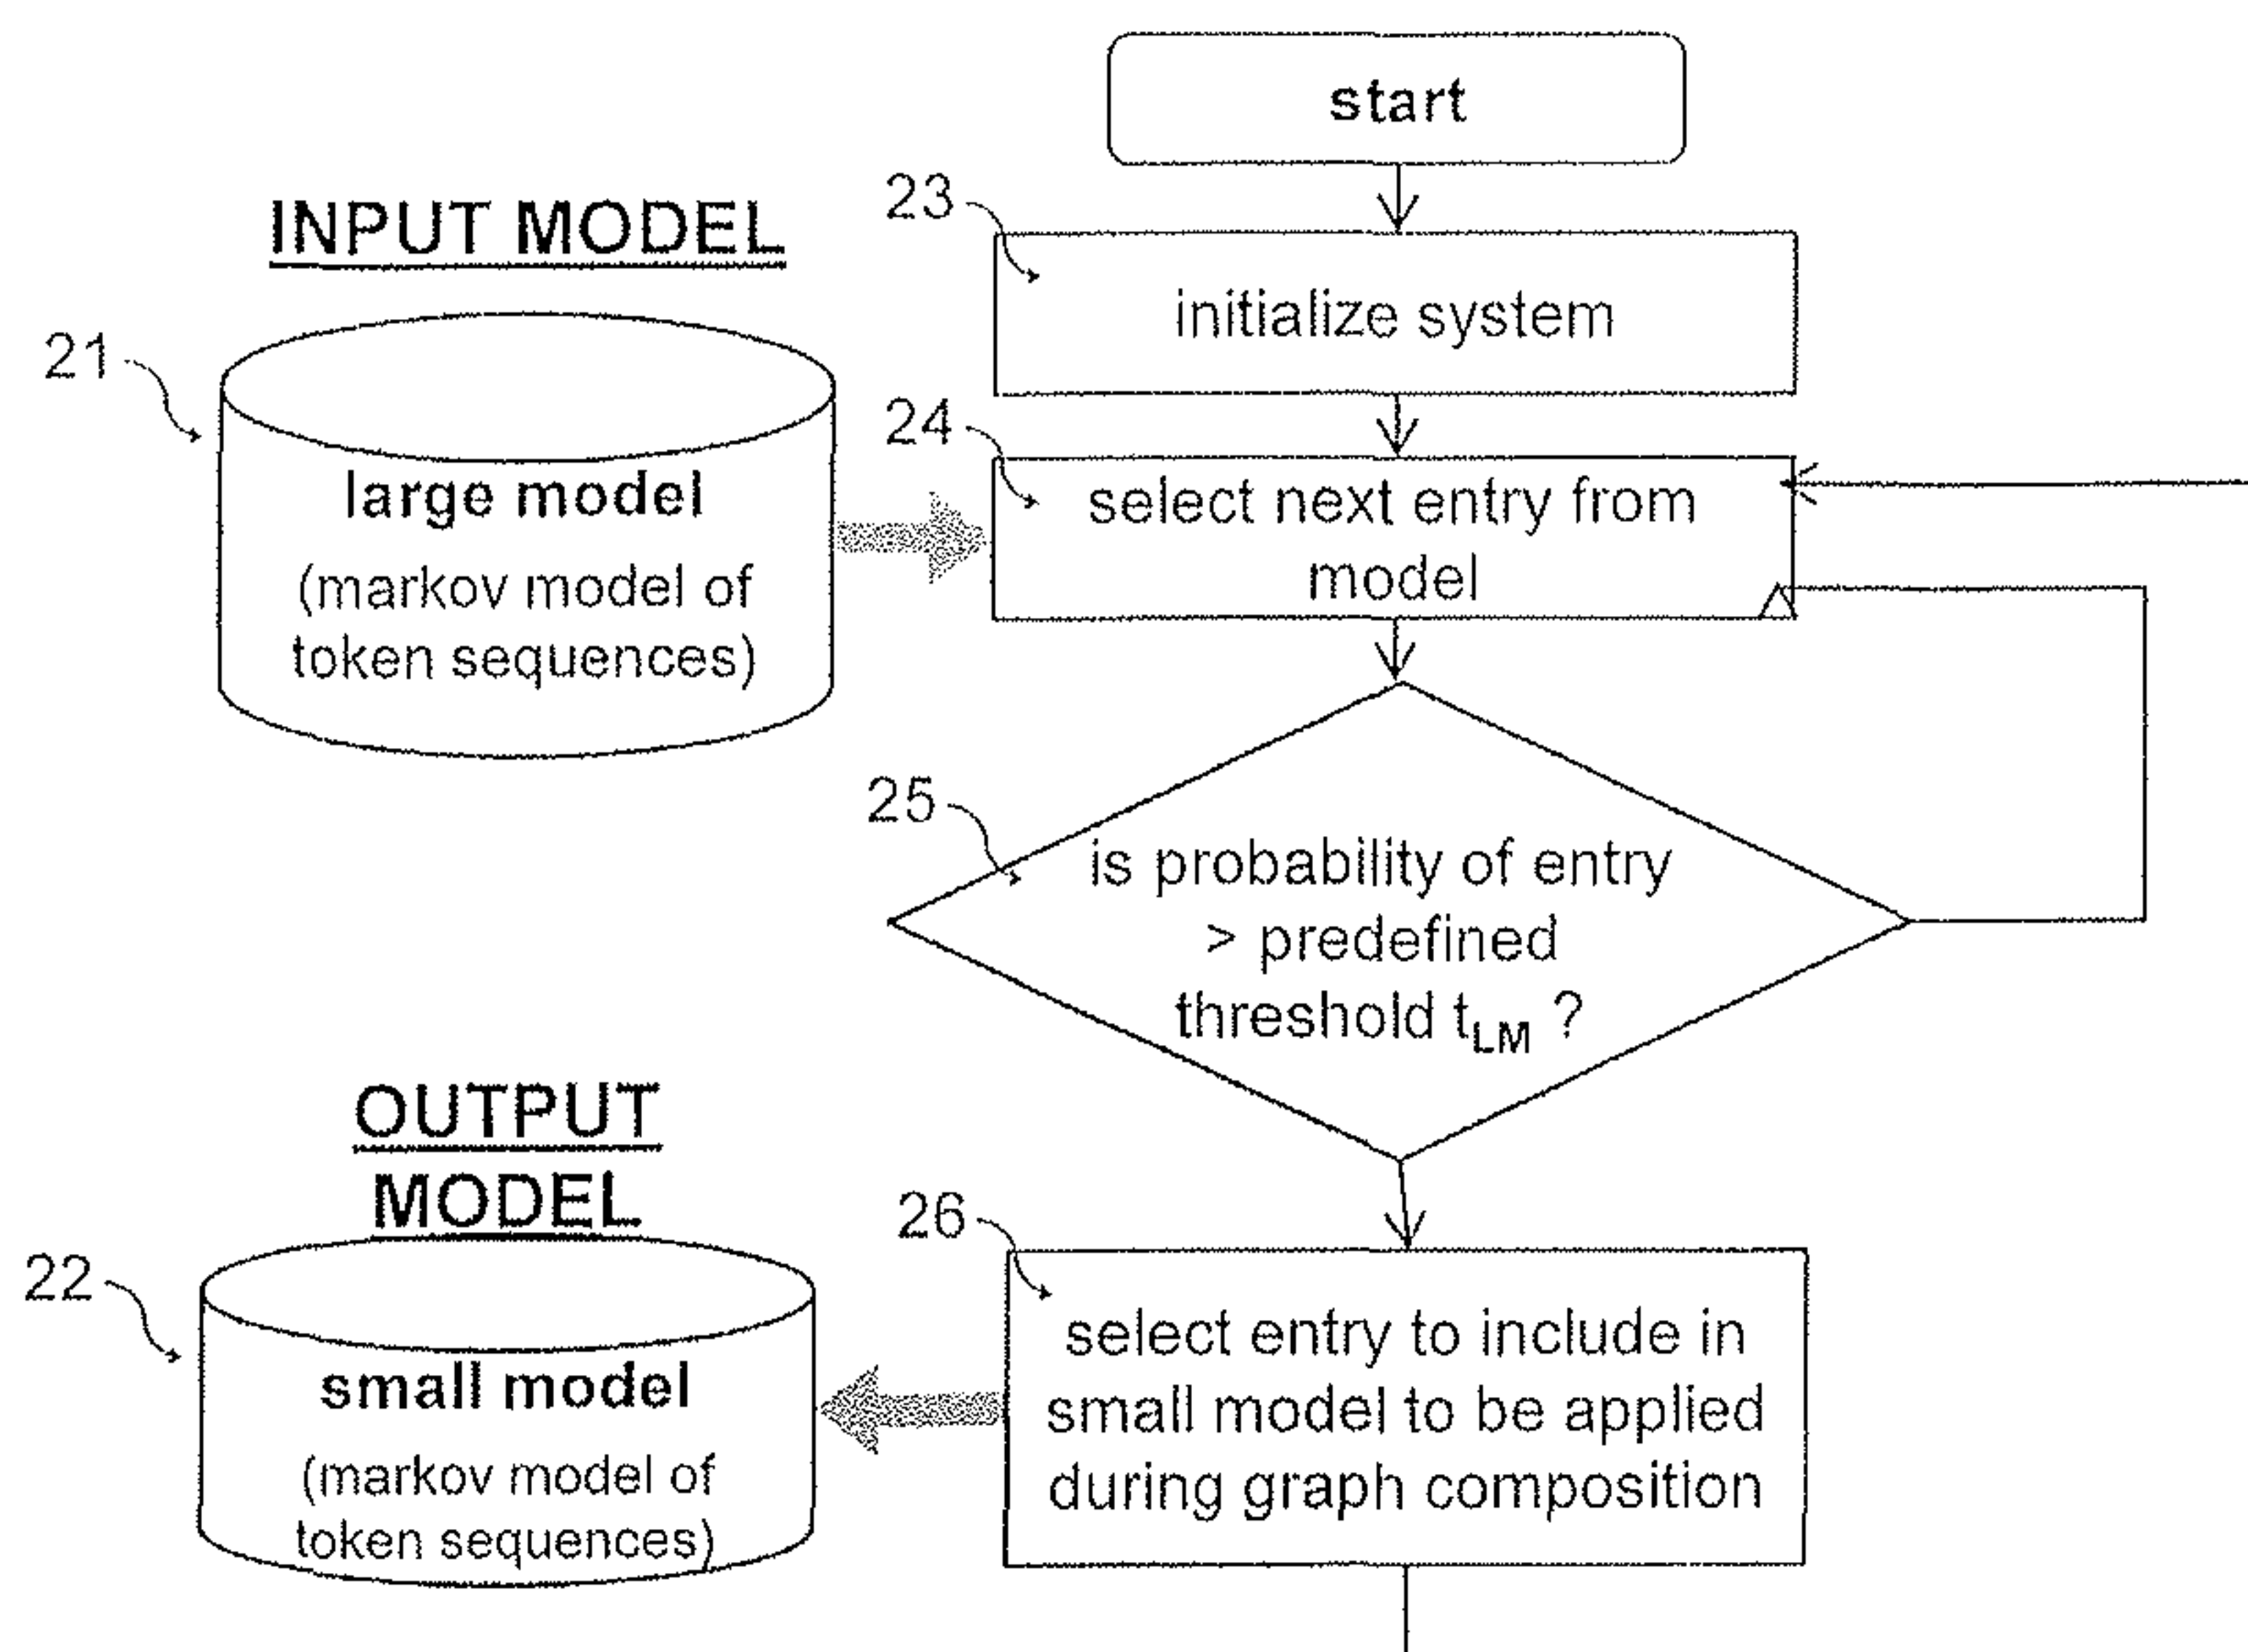 start
23
initialize system
INPUT MODEL
21
large model
(markov model of
token sequences)
24
select next entry from
model
25
is probability of entry
> predefined
threshold tLM ?
OUTPUT
MODEL
22
small model
(markov model of
token sequences)
26
select entry to include in
small model to be applied
during graph composition